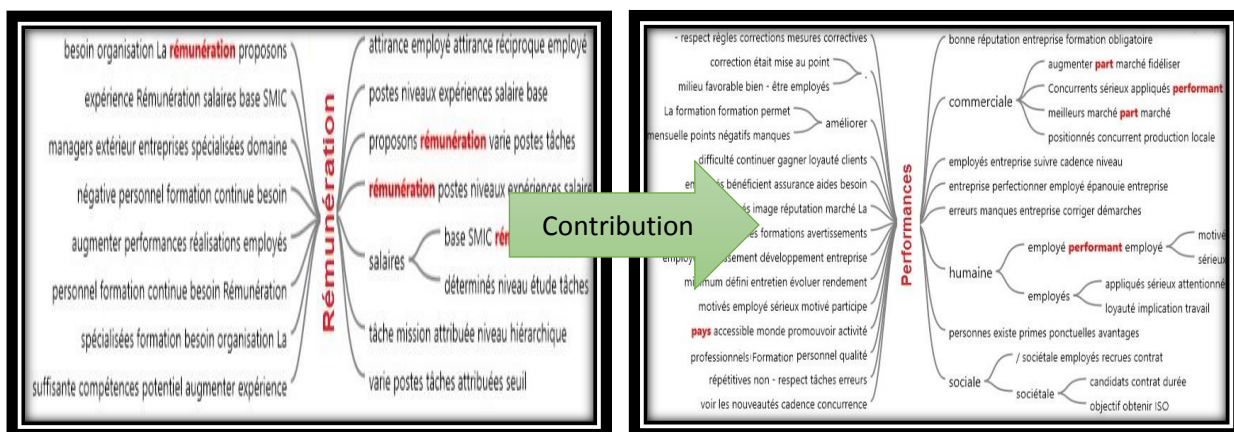 besoin organisation La rémunération proposons
expérience Rémunération salaires base SMIC
managers extérieur entreprises spécialisées domaine
négative personnel formation continue besoin
augmenter performances réalisations employés
personnel formation continue besoin Rémunération
spécialisées formation besoin organisation La
suffisante compétences potentiel augmenter expérience
Rémunération
attirance employé attirance réciproque employé
postes niveaux expériences salaire base
proposons rémunération varie postes tâches
rémunération postes niveaux expériences salaire
salaires
base SMIC
déterminés niveau étude tâches
tâche mission attribuée niveau hiérarchique
varie postes tâches attribuées seuil
Contribution
- respect règles corrections mesures correctives
correction était mise au point
milieu favorable bien - être employés
.
La formation formation permet
mensuelle points négatifs manques
améliorer
difficulté continuer gagner loyauté clients
bénéficient assurance aides besoin
image réputation marché La
formations avertissements
développement entreprise
minimum défini entretien évoluer rendement
motivés employé sérieux motivé participe
pays accessible monde promouvoir activité
professionnels Formation personnel qualité
répétitives non - respect tâches erreurs
voir les nouveautés cadence concurrence
Performances
bonne réputation entreprise formation obligatoire
commerciale
augmenter part marché fidéliser
Concurrents sérieux appliqués performant
meilleurs marché part marché
positionnés concurrent production locale
employés entreprise suivre cadence niveau
entreprise perfectionner employé épanouie entreprise
erreurs manques entreprise corriger démarches
humaine
employé performant employé
motivé
sérieux
employés
appliqués sérieux attentionné
loyauté implication travail
personnes existe primes ponctuelles avantages
sociale
/ sociétale employés recrues contrat
sociétale
candidats contrat durée
objectif obtenir ISO